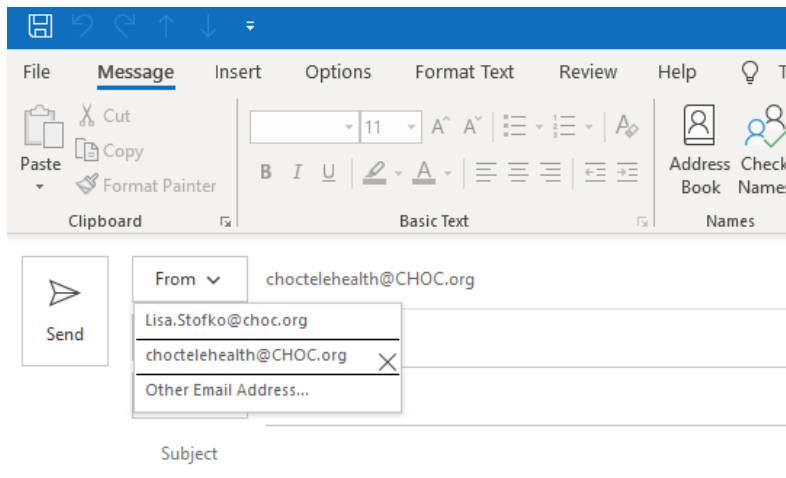 File Message Insert Options Format Text Review Help
Cut
Copy
Format Painter
Paste
Clipboard
11
B I U A
Basic Text
Address Book
Check
Names
From choctelehealth@CHOC.org
Send
Lisa.Stofko@choc.org
choctelehealth@CHOC.org
Other Email Address...
Subject